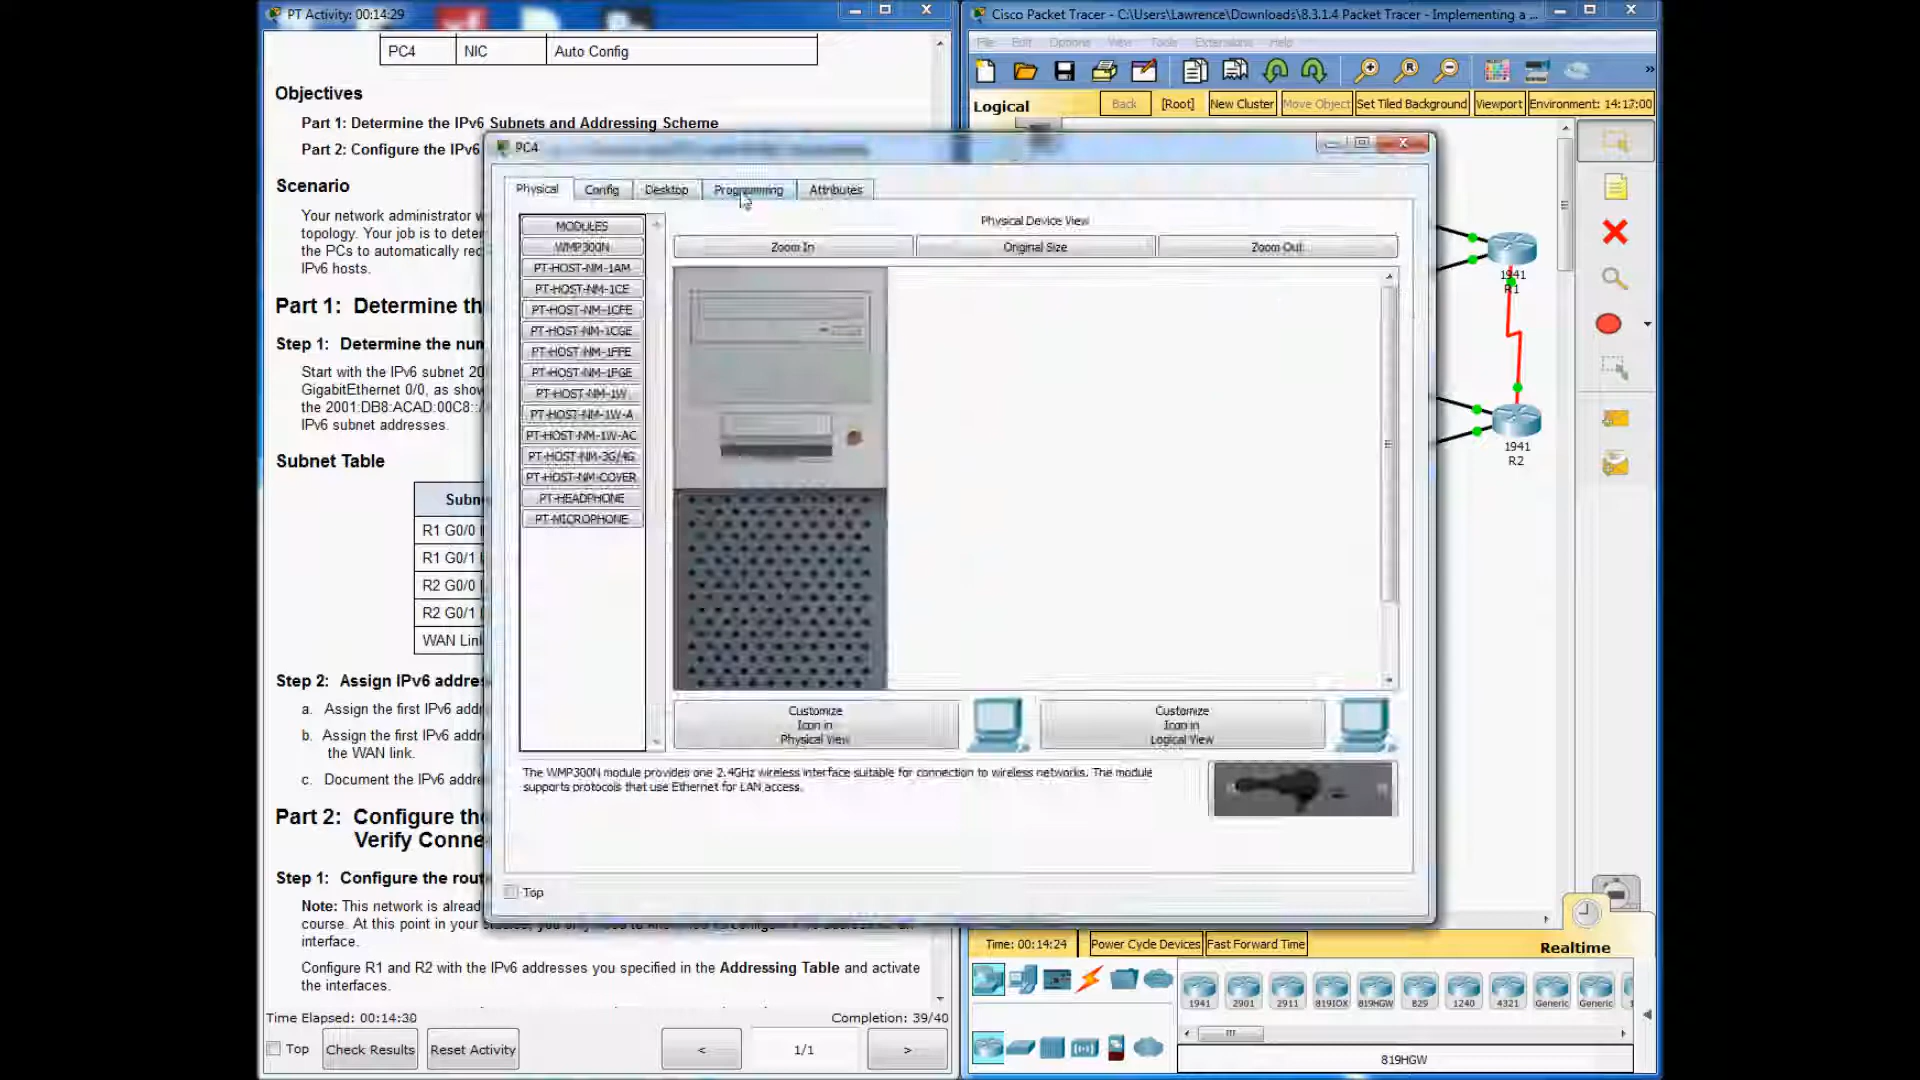 PT Activity: 00:14:29
PC4 NIC Auto Config
Objectives
Part 1: Determine the IPv6 Subnets and Addressing Scheme
Part 2: Configure the IPv6
Scenario
Your network administrator w
topology. Your job is to deter
the PCs to automatically rec
IPv6 hosts.
Part 1: Determine th
Step 1: Determine the num
Start with the IPv6 subnet 20
GigabitEthernet 0/0, as show
the 2001:DB8:ACAD:00C8::/
IPv6 subnet addresses.
Subnet Table
Subn
R1 G0/0
R1 G0/1
R2 G0/0
R2 G0/1
WAN Link
Step 2: Assign IPv6 addre
a. Assign the first IPv6 addr
b. Assign the first IPv6 addr
the WAN link.
c. Document the IPv6 addre
Part 2: Configure the
Verify Conne
Step 1: Configure the rout
Note: This network is alread
course. At this point in your
interface.
Configure R1 and R2 with the IPv6 addresses you specified in the Addressing Table and activate
the interfaces.
Time Elapsed: 00:14:30 Completion: 39/40
Top Check Results Reset Activity < 1/1 >
PC4
Physical Config Desktop Programming Attributes
MODULES
WMP300N
PT-HOST-NM-1AM
PT-HOST-NM-1CE
PT-HOST-NM-1CFE
PT-HOST-NM-1CGE
PT-HOST-NM-1FFE
PT-HOST-NM-1FGE
PT-HOST-NM-1W
PT-HOST-NM-1W-A
PT-HOST-NM-1W-AC
PT-HOST-NM-3G/4G
PT-HOST-NM-COVER
PT-HEADPHONE
PT-MICROPHONE
Physical Device View
Zoom In Original Size Zoom Out
Customize
Icon in
Physical View
Customize
Icon in
Logical View
The WMP300N module provides one 2.4GHz wireless interface suitable for connection to wireless networks. The module
supports protocols that use Ethernet for LAN access.
Top
Cisco Packet Tracer - C:\Users\Lawrence\Downloads\8.3.1.4 Packet Tracer - Implementing a ...
File Edit Options View Tools Extensions Help
Logical Back [Root] New Cluster Move Object Set Tiled Background Viewport Environment: 14:17:00
1941
R1
1941
R2
Time: 00:14:24 Power Cycle Devices Fast Forward Time Realtime
1941 2901 2911 819IOX 819HGW 829 1240 4321 Generic Generic
819HGW